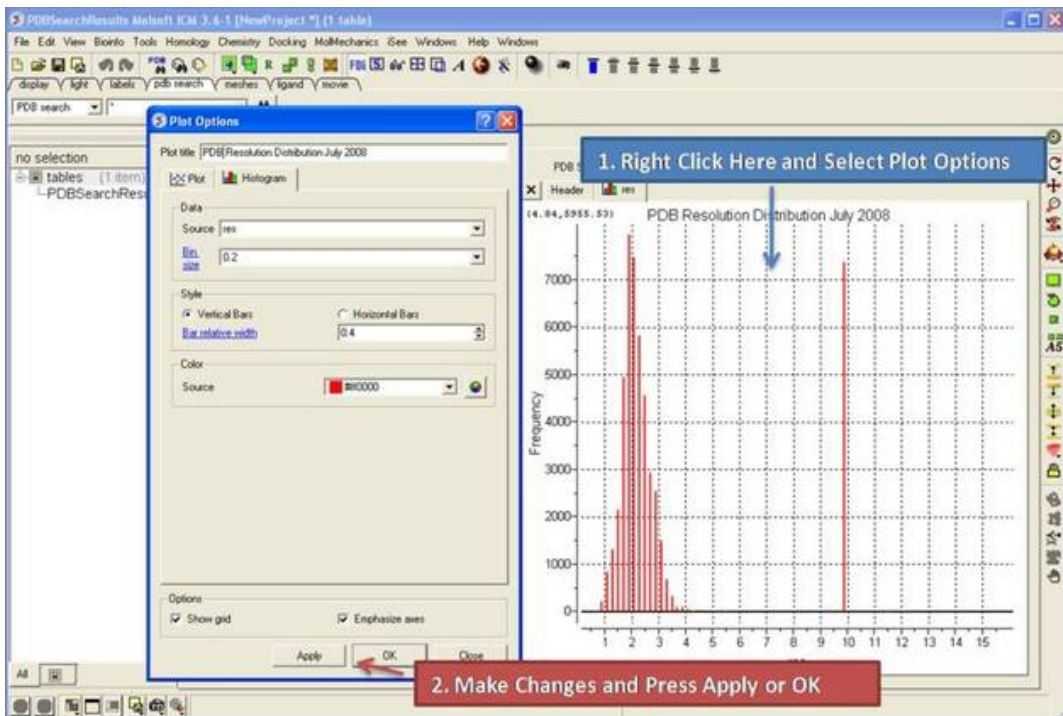 PDBSearchResults Molsoft ICM 3.6-1 [NewProject *] (1 table)
File Edit View Bioinfo Tools Homology Chemistry Docking MolMechanics iSee Windows Help Windows
display light labels pdb search meshes ligand movie
PDB search
Plot Options
Plot title PDB Resolution Distribution July 2008
Plot Histogram
no selection
tables (1 item)
PDBSearchResu
Data
Source res
Bin size 0.2
Style
Vertical Bars Horizontal Bars
Bar relative width 0.4
Color
Source #ff0000
Options
Show grid Emphasize axes
Apply OK Close
1. Right Click Here and Select Plot Options
Header res
(4.84,5955.53) PDB Resolution Distribution July 2008
Frequency
7000
6000
5000
4000
3000
2000
1000
0
1 2 3 4 5 6 7 8 9 10 11 12 13 14 15
2. Make Changes and Press Apply or OK
All